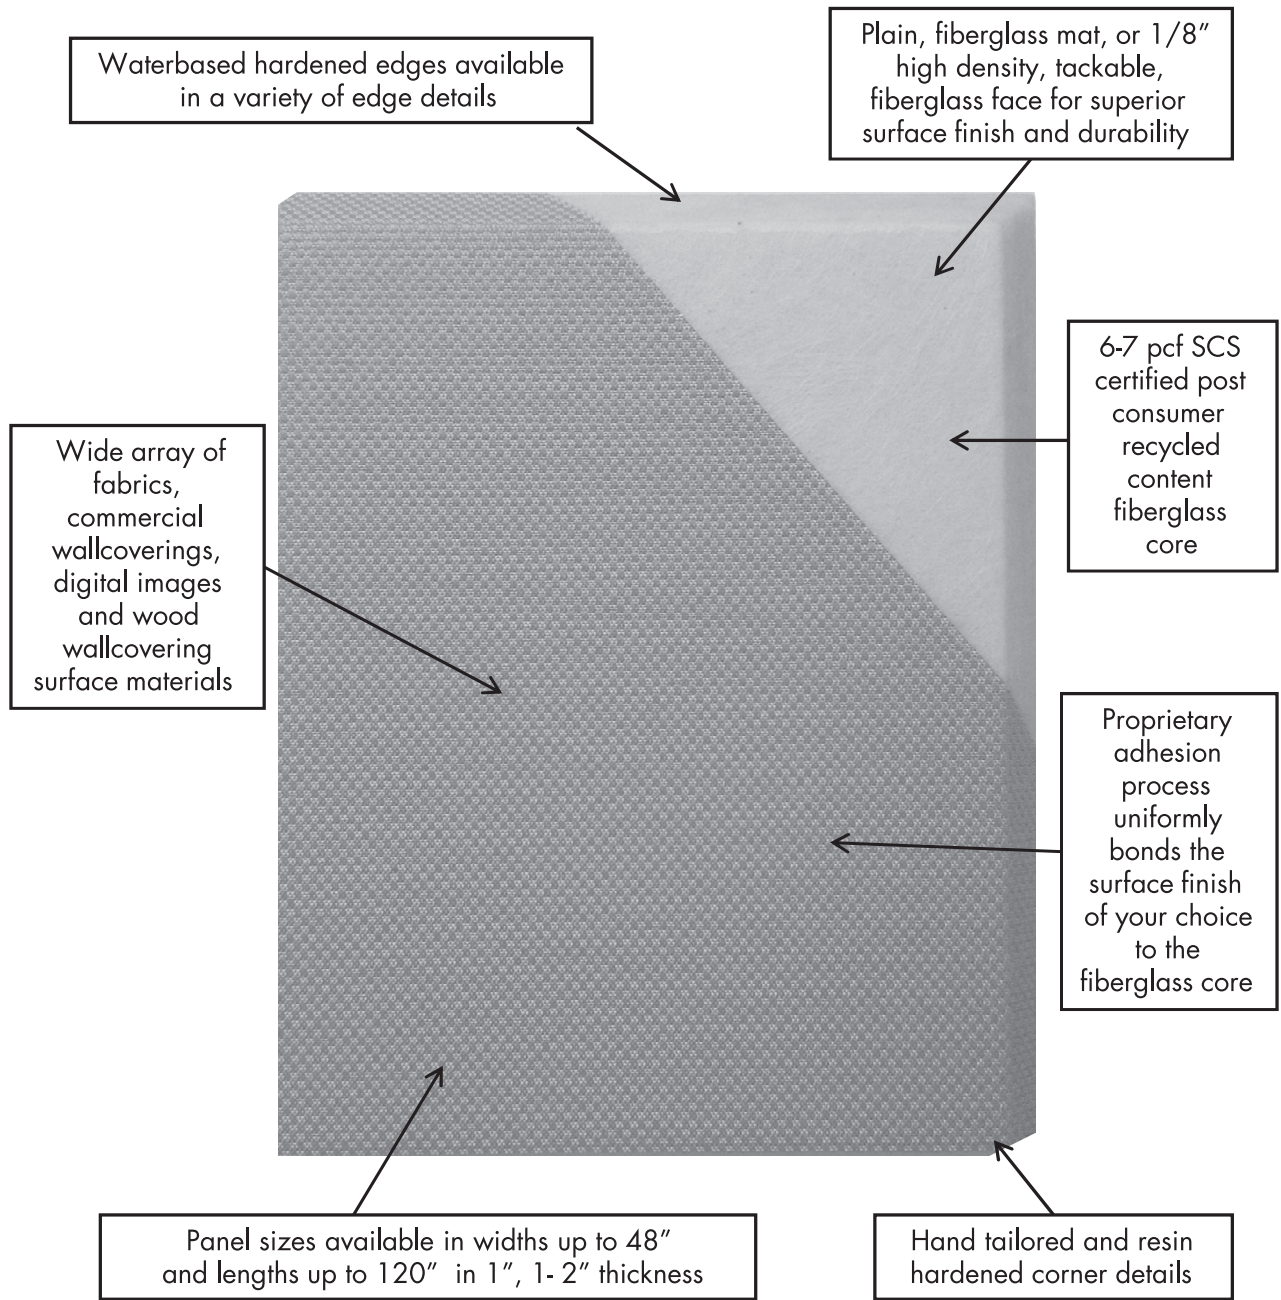 Waterbased hardened edges available
in a variety of edge details
Plain, fiberglass mat, or 1/8”
high density, tackable,
fiberglass face for superior
surface finish and durability
6-7 pcf SCS
certified post
consumer
recycled
content
fiberglass
core
Wide array of
fabrics,
commercial
wallcoverings,
digital images
and wood
wallcovering
surface materials
Proprietary
adhesion
process
uniformly
bonds the
surface finish
of your choice
to the
fiberglass core
Panel sizes available in widths up to 48”
and lengths up to 120” in 1”, 1- 2” thickness
Hand tailored and resin
hardened corner details